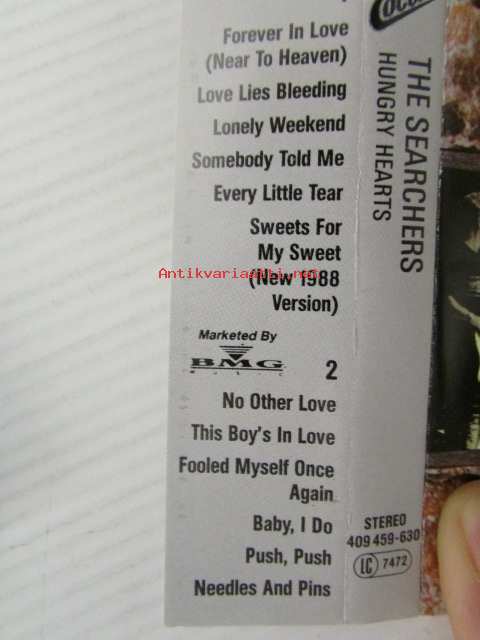 Forever In Love
(Near To Heaven)
Love Lies Bleeding
Lonely Weekend
Somebody Told Me
Every Little Tear
Sweets For
My Sweet
(New 1988
Version)
Marketed By
BMG
2
No Other Love
This Boy's In Love
Fooled Myself Once
Again
Baby, I Do
Push, Push
Needles And Pins
THE SEARCHERS
HUNGRY HEARTS
STEREO
409 459-630
LC 7472